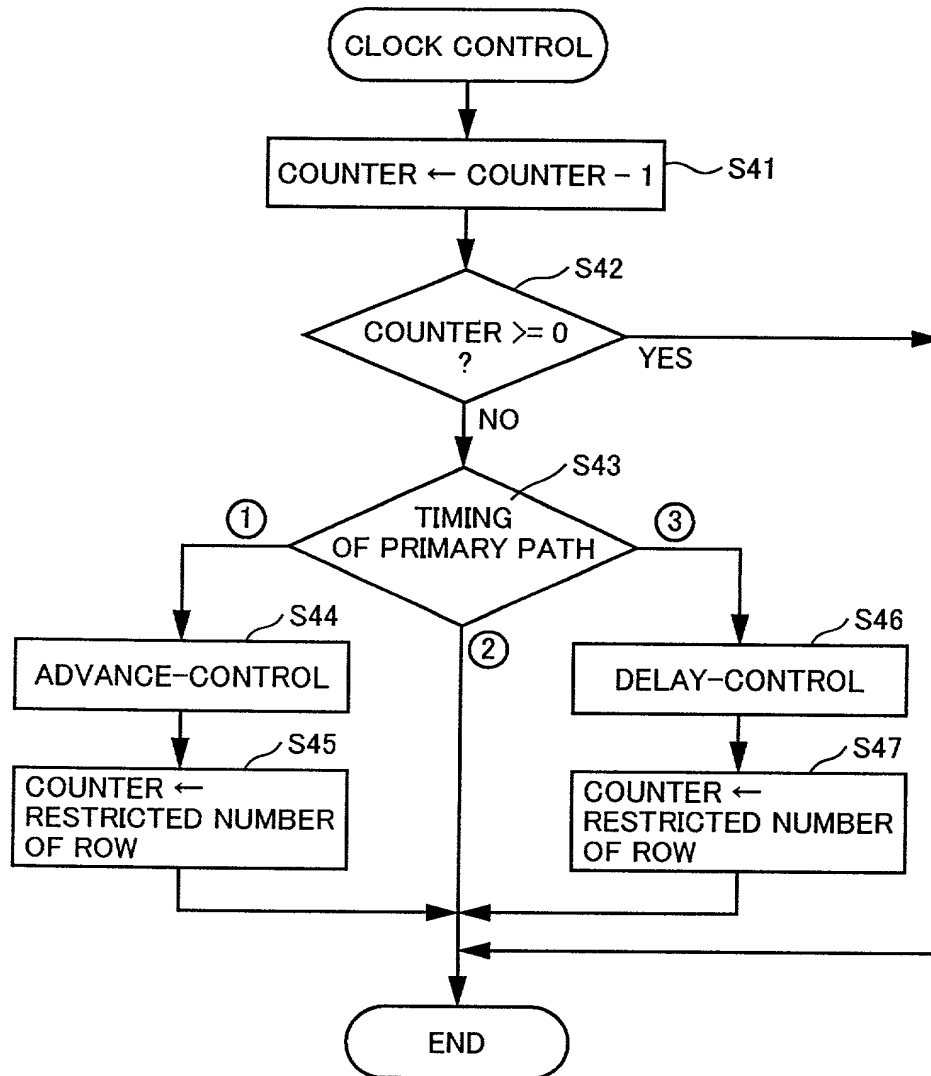 CLOCK CONTROL
COUNTER ← COUNTER - 1
S41
S42
COUNTER >= 0
?
YES
NO
S43
TIMING
OF PRIMARY PATH
①
③
②
S44
ADVANCE-CONTROL
S46
DELAY-CONTROL
S45
COUNTER ←
RESTRICTED NUMBER
OF ROW
S47
COUNTER ←
RESTRICTED NUMBER
OF ROW
END